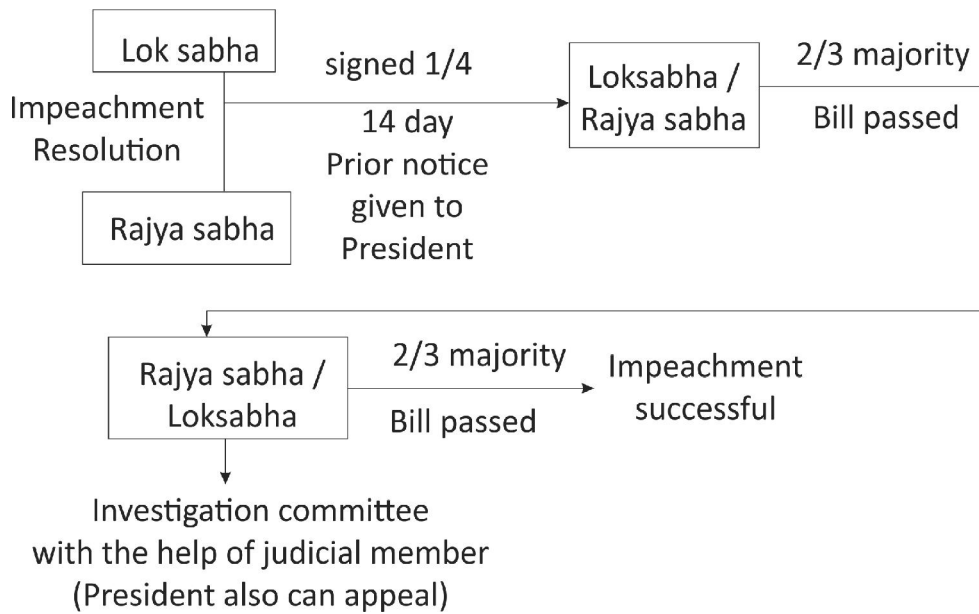 Lok sabha
Impeachment
Resolution
Rajya sabha
signed 1/4
14 day
Prior notice
given to
President
Loksabha /
Rajya sabha
2/3 majority
Bill passed
Rajya sabha /
Loksabha
2/3 majority
Bill passed
Impeachment
successful
Investigation committee
with the help of judicial member
(President also can appeal)